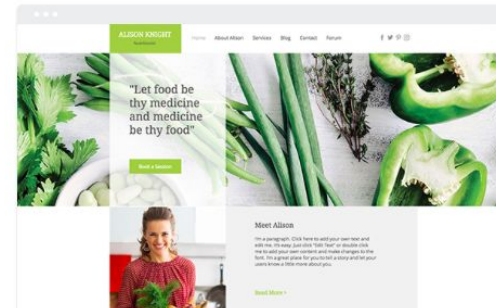 ALISON KNIGHT
Nutritionist
Home About Alison Services Blog Contact Forum
"Let food be
thy medicine
and medicine
be thy food"
Book a Session
Meet Alison
I'm a paragraph. Click here to add your own text and
edit me. It's easy. Just click "Edit Text" or double click
me to add your own content and make changes to the
font. I'm a great place for you to tell a story and let your
users know a little more about you.
Read More >